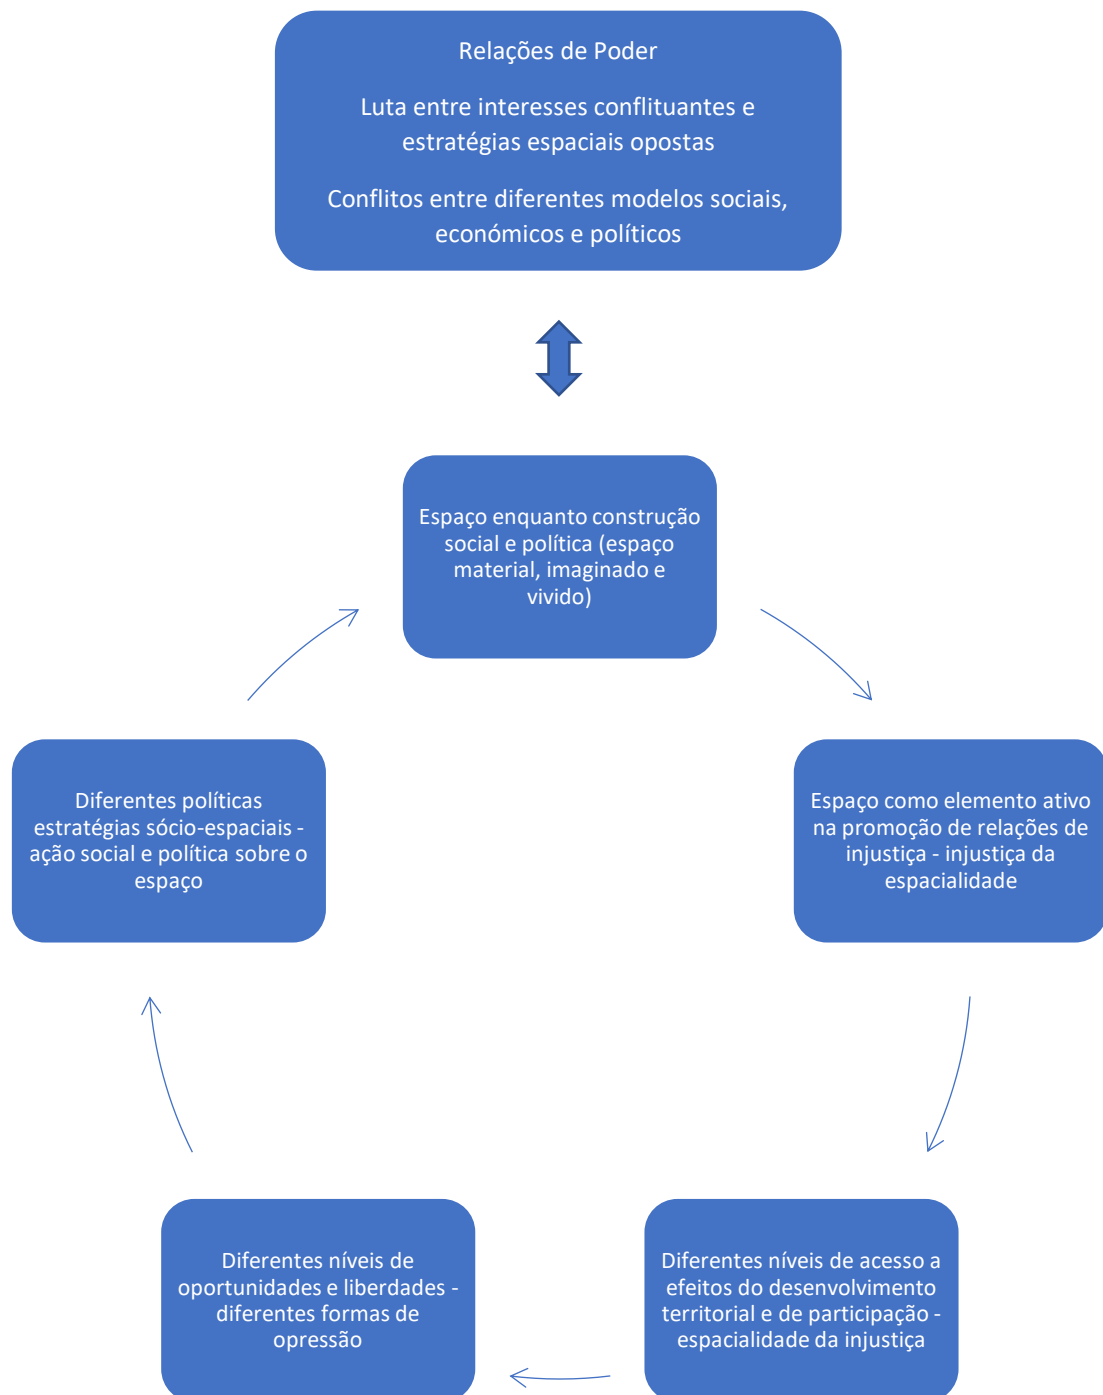 Relações de Poder
Luta entre interesses conflituantes e
estratégias espaciais opostas
Conflitos entre diferentes modelos sociais,
económicos e políticos
Espaço enquanto construção
social e política (espaço
material, imaginado e
vivido)
Espaço como elemento ativo
na promoção de relações de
injustiça - injustiça da
espacialidade
Diferentes níveis de acesso a
efeitos do desenvolvimento
territorial e de participação -
espacialidade da injustiça
Diferentes níveis de
oportunidades e liberdades -
diferentes formas de
opressão
Diferentes políticas
estratégias sócio-espaciais -
ação social e política sobre o
espaço